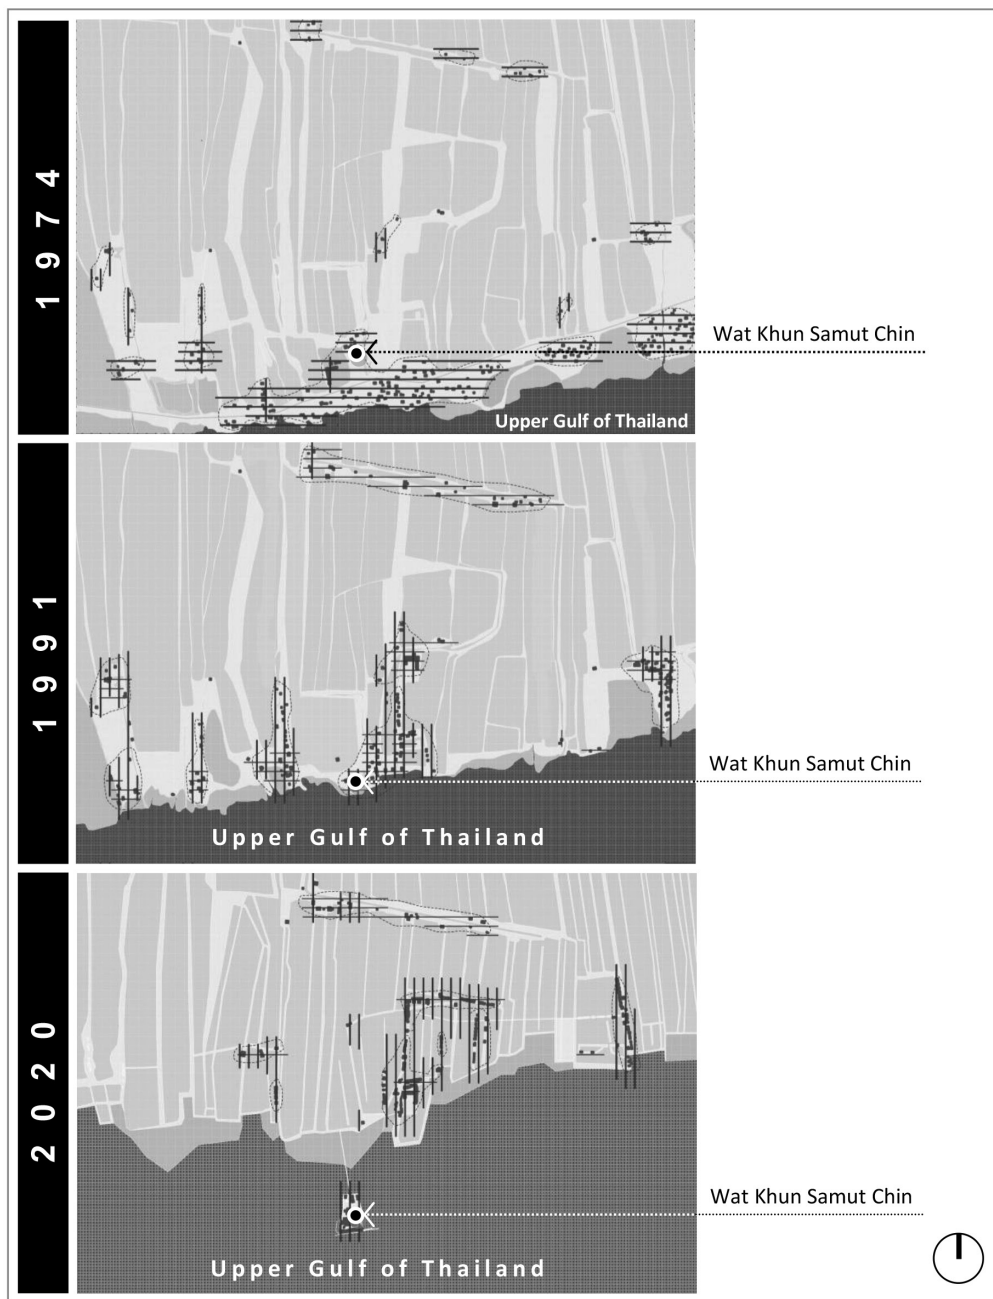 1974
Wat Khun Samut Chin
Upper Gulf of Thailand
1991
Wat Khun Samut Chin
Upper Gulf of Thailand
2020
Wat Khun Samut Chin
Upper Gulf of Thailand